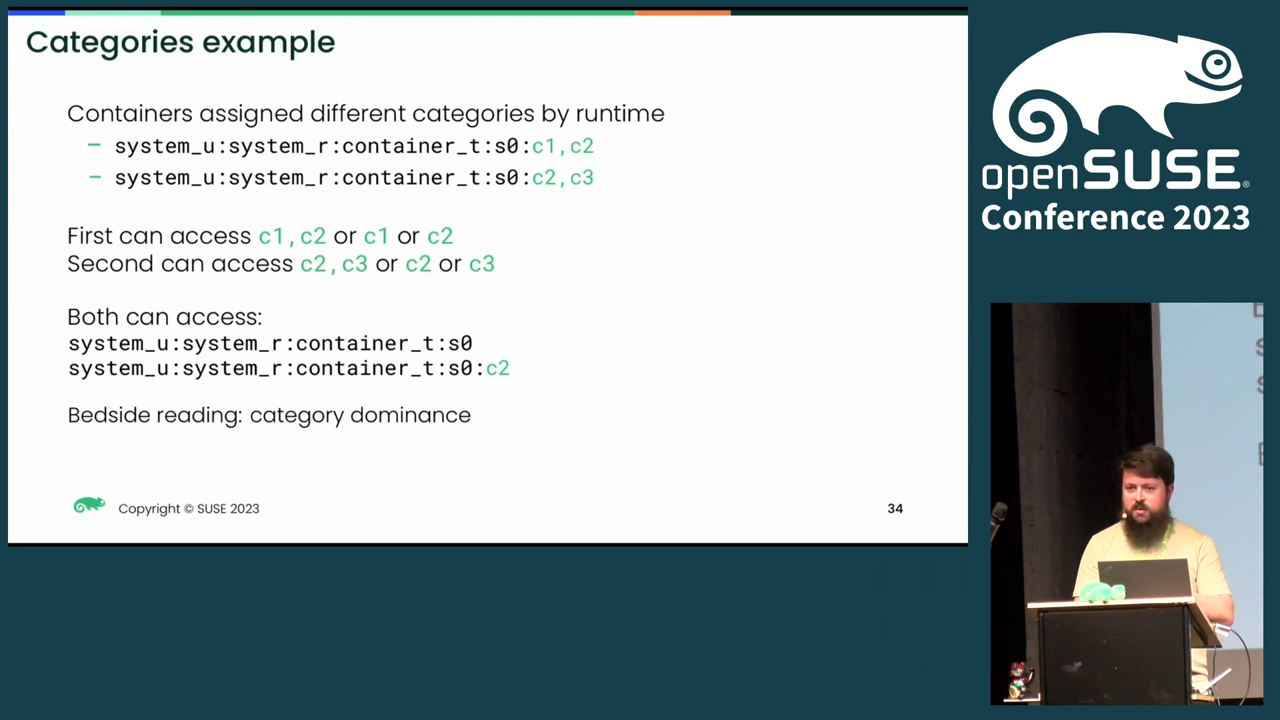 Categories example
Containers assigned different categories by runtime
– system_u:system_r:container_t:s0:c1,c2
– system_u:system_r:container_t:s0:c2,c3
First can access c1,c2 or c1 or c2
Second can access c2,c3 or c2 or c3
Both can access:
system_u:system_r:container_t:s0
system_u:system_r:container_t:s0:c2
Bedside reading: category dominance
Copyright © SUSE 2023
34
openSUSE®
Conference 2023